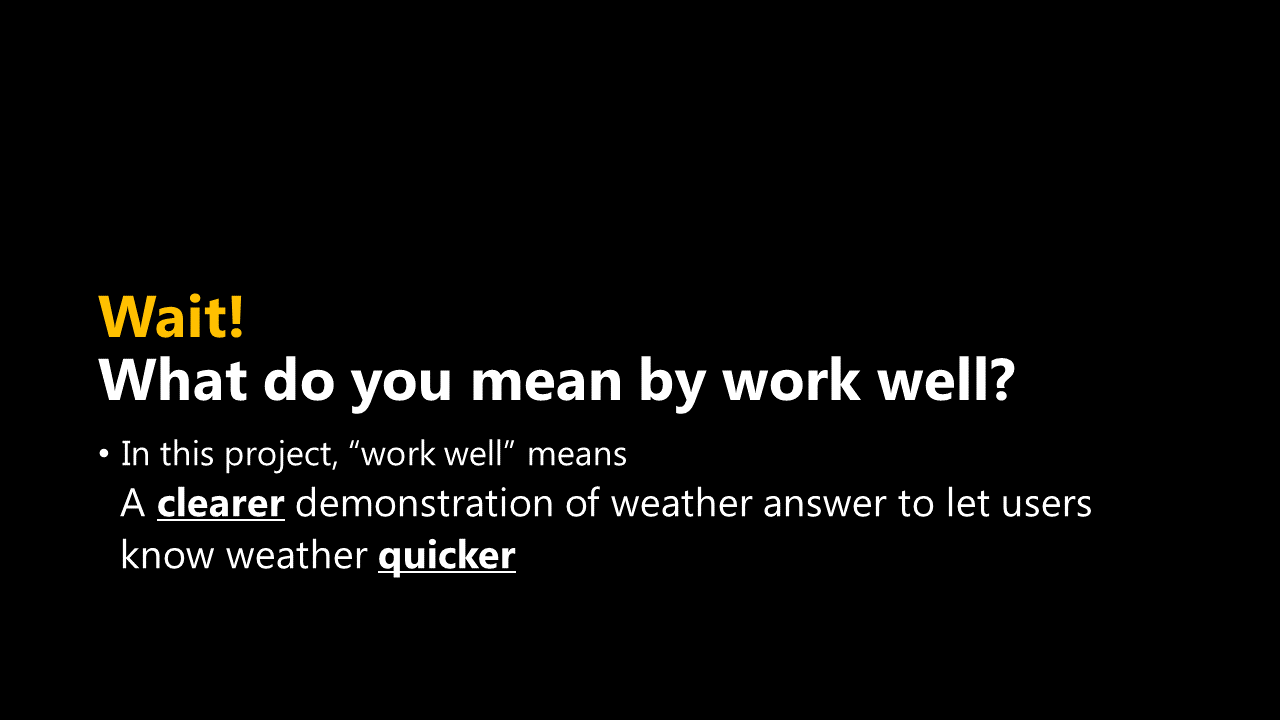 Wait!
What do you mean by work well?
• In this project, “work well” means
A clearer demonstration of weather answer to let users
know weather quicker